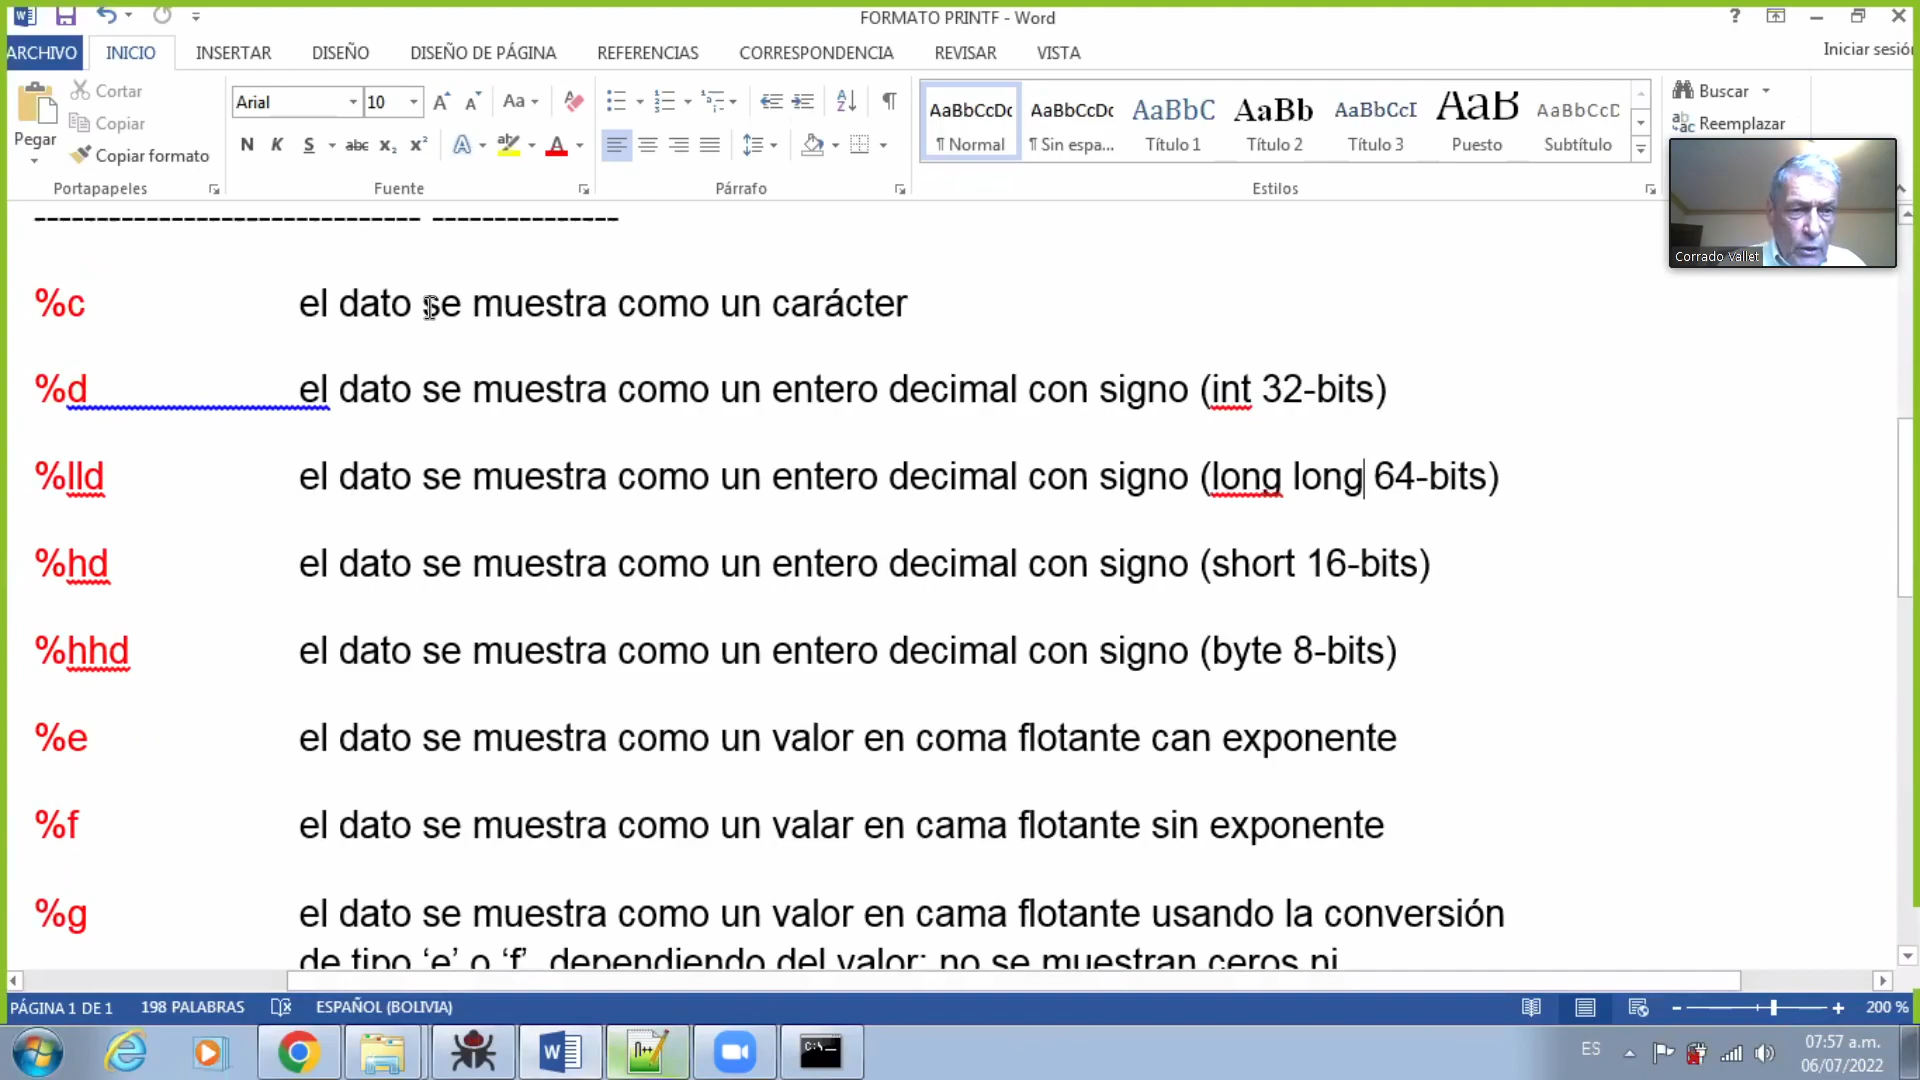 FORMATO PRINTF - Word
?
ARCHIVO INICIO INSERTAR DISEÑO DISEÑO DE PÁGINA REFERENCIAS CORRESPONDENCIA REVISAR VISTA Iniciar sesión
Pegar
Cortar
Copiar
Copiar formato
Portapapeles
Arial 10
N K S abc x₂ x²
Fuente
Párrafo
AaBbCcDc AaBbCcDc AaBbC AaBb AaBbCcI AaB AaBbCcD
¶ Normal ¶ Sin espa... Título 1 Título 2 Título 3 Puesto Subtítulo
Estilos
Buscar
Reemplazar
Corrado Vallet
------------------------------- ---------------
%c el dato se muestra como un carácter
%d el dato se muestra como un entero decimal con signo (int 32-bits)
%lld el dato se muestra como un entero decimal con signo (long long 64-bits)
%hd el dato se muestra como un entero decimal con signo (short 16-bits)
%hhd el dato se muestra como un entero decimal con signo (byte 8-bits)
%e el dato se muestra como un valor en coma flotante can exponente
%f el dato se muestra como un valar en cama flotante sin exponente
%g el dato se muestra como un valor en cama flotante usando la conversión
de tipo ‘e’ o ‘f’, dependiendo del valor; no se muestran ceros ni
PÁGINA 1 DE 1 198 PALABRAS ESPAÑOL (BOLIVIA) 200 %
ES
07:57 a.m.
06/07/2022